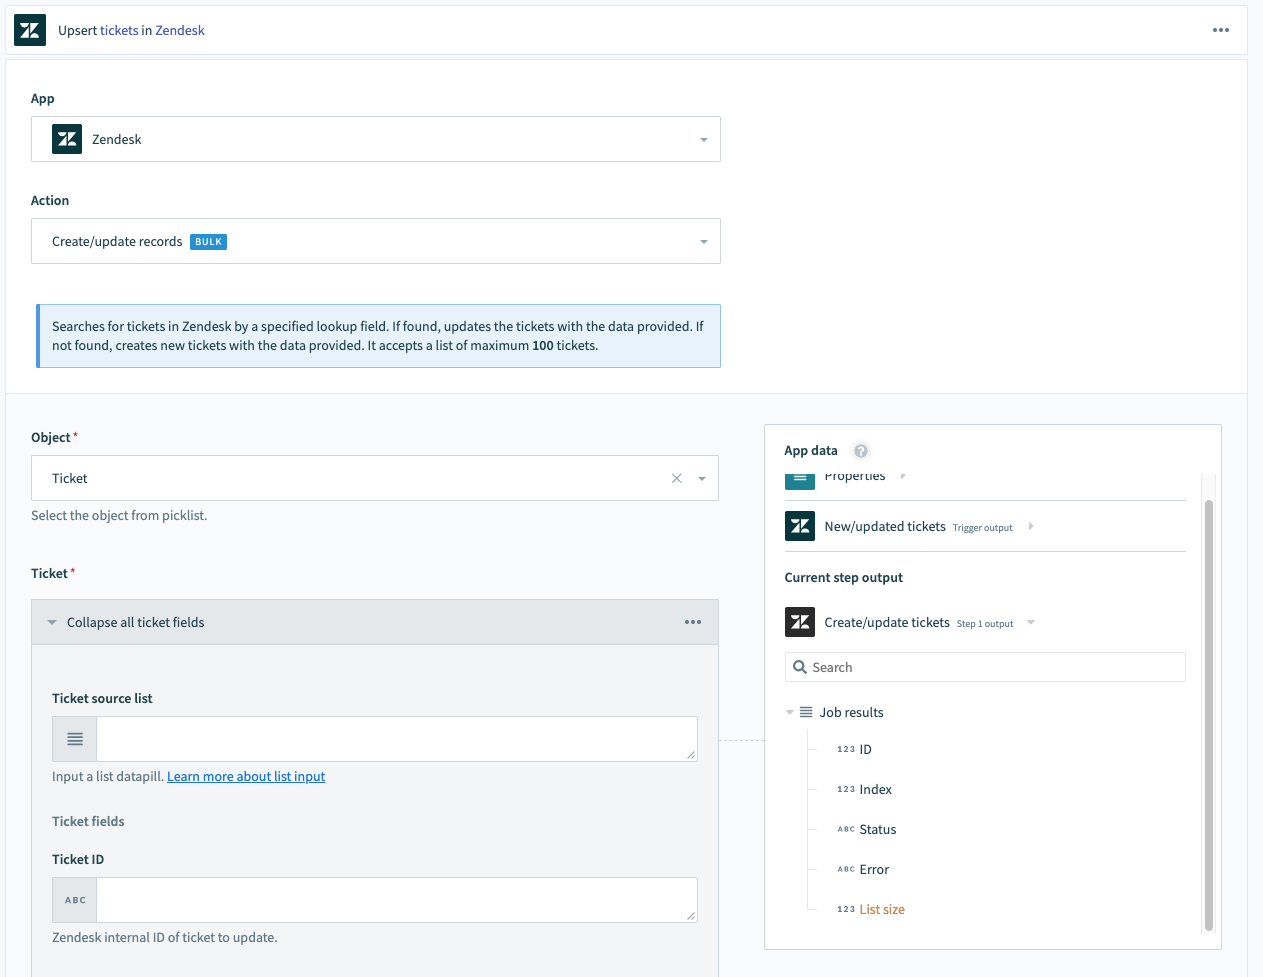 Upsert tickets in Zendesk
App
Zendesk
Action
Create/update records BULK
Searches for tickets in Zendesk by a specified lookup field. If found, updates the tickets with the data provided. If
not found, creates new tickets with the data provided. It accepts a list of maximum 100 tickets.
Object *
Ticket
Select the object from picklist.
Ticket *
Collapse all ticket fields
Ticket source list
Input a list datapill. Learn more about list input
Ticket fields
Ticket ID
ABC
Zendesk internal ID of ticket to update.
App data ?
Properties
New/updated tickets Trigger output
Current step output
Create/update tickets Step 1 output
Search
Job results
123 ID
123 Index
ABC Status
ABC Error
123 List size